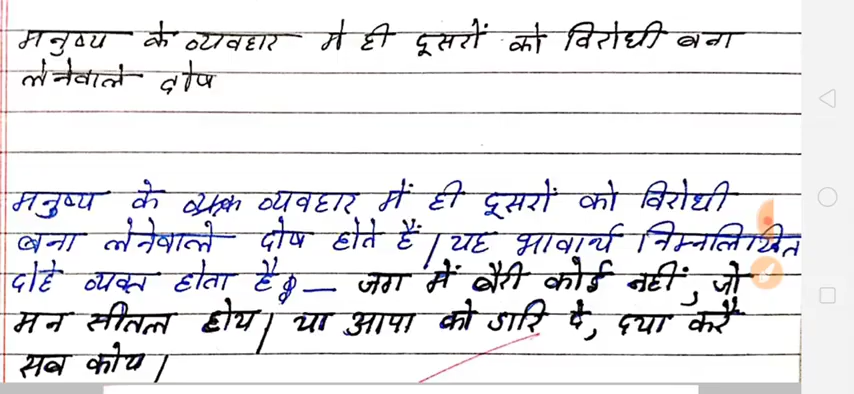 मनुष्य के व्यवहार मे ही दूसरों को विरोधी बना
लेनेवाले दोष
मनुष्य के व्यवहार में ही दूसरों को विरोधी
बना लेनेवाले दोष होते हैं। यह भावार्थ निम्नलिखित
दोहे व्यक्त होता है — जग में बैरी कोई नहीं, जो
मन सीतल होय। या आपा को डारि दे, दया करै
सब कोय।